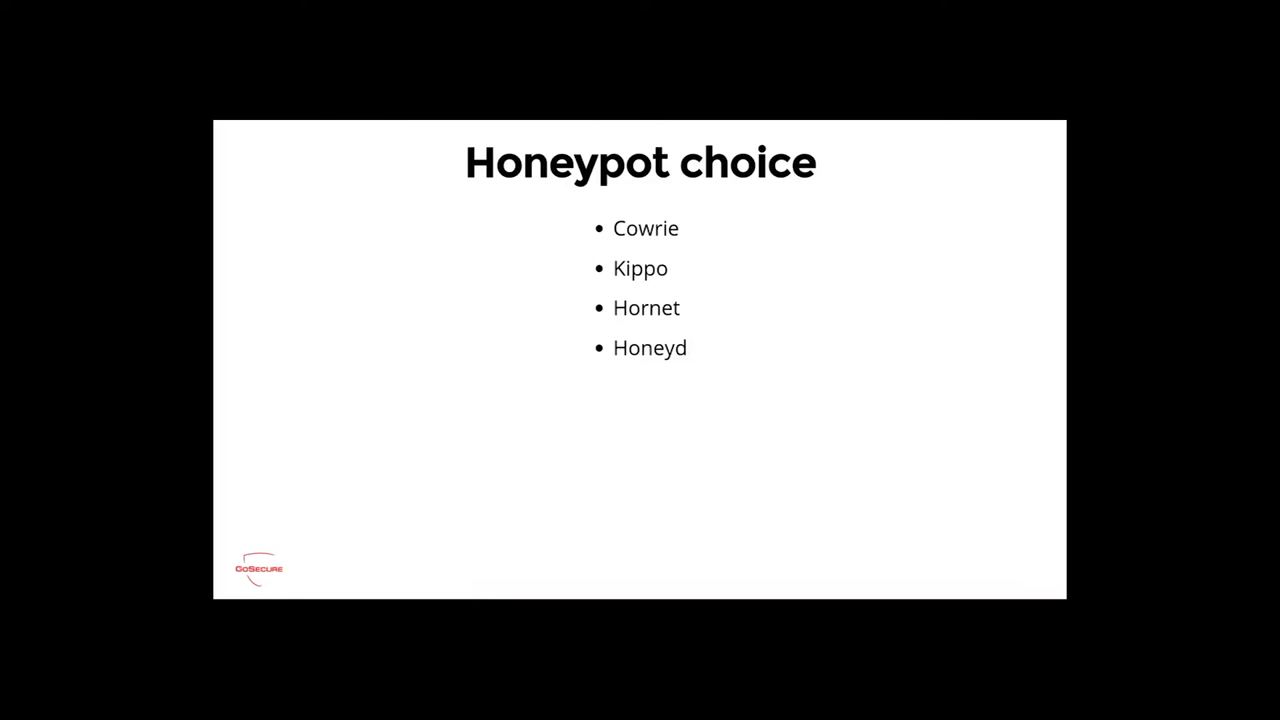 Honeypot choice
• Cowrie
• Kippo
• Hornet
• Honeyd
GoSecure